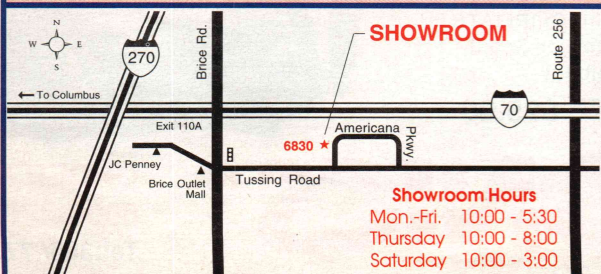 N
W E
S
270
Brice Rd.
SHOWROOM
Route 256
← To Columbus
70
Exit 110A
Americana Pkwy.
6830 ★
JC Penney
Brice Outlet
Mall
Tussing Road
Showroom Hours
Mon.-Fri. 10:00 - 5:30
Thursday 10:00 - 8:00
Saturday 10:00 - 3:00